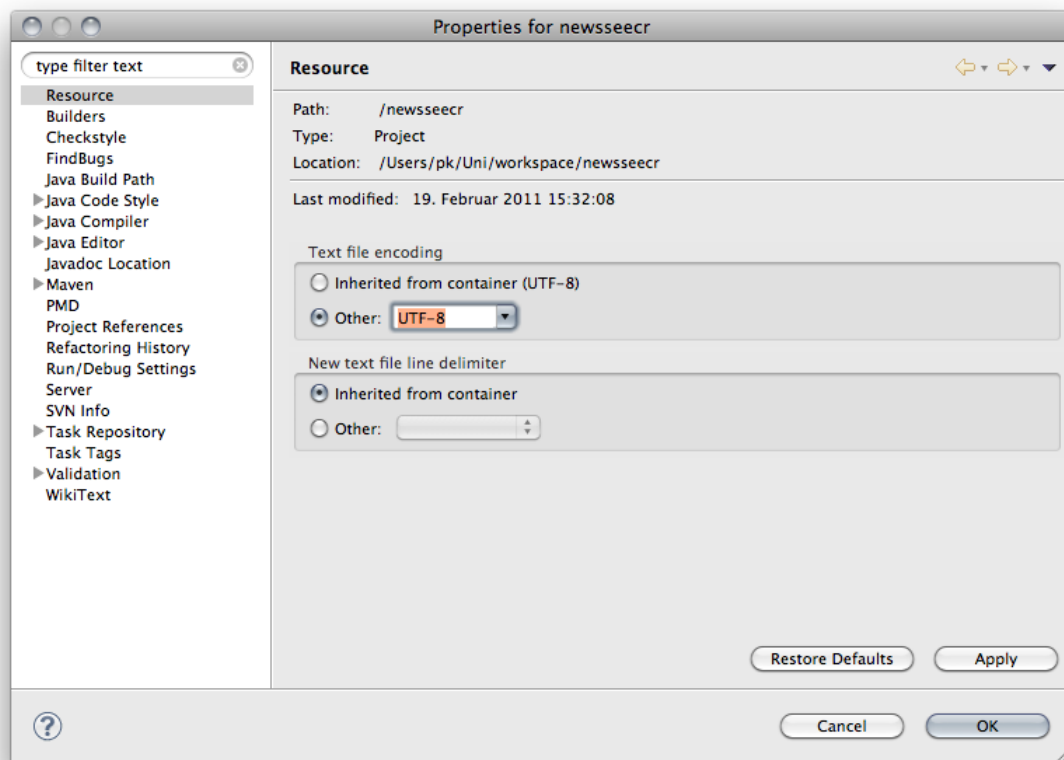 Properties for newsseecr
type filter text
Resource
Builders
Checkstyle
FindBugs
Java Build Path
Java Code Style
Java Compiler
Java Editor
Javadoc Location
Maven
PMD
Project References
Refactoring History
Run/Debug Settings
Server
SVN Info
Task Repository
Task Tags
Validation
WikiText
Resource
Path: /newsseecr
Type: Project
Location: /Users/pk/Uni/workspace/newsseecr
Last modified: 19. Februar 2011 15:32:08
Text file encoding
Inherited from container (UTF-8)
Other: UTF-8
New text file line delimiter
Inherited from container
Other:
Restore Defaults Apply
? Cancel OK